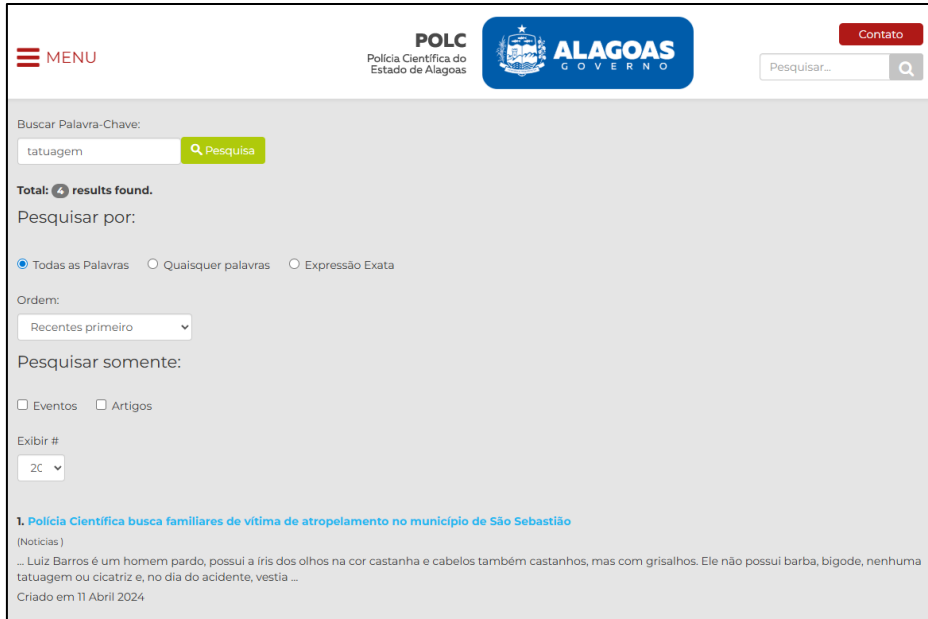 MENU
POLC
Polícia Científica do
Estado de Alagoas
ALAGOAS
GOVERNO
Contato
Pesquisar...
Buscar Palavra-Chave:
tatuagem
Pesquisa
Total: 4 results found.
Pesquisar por:
Todas as Palavras Quaisquer palavras Expressão Exata
Ordem:
Recentes primeiro
Pesquisar somente:
Eventos Artigos
Exibir #
20
1. Polícia Científica busca familiares de vítima de atropelamento no município de São Sebastião
(Noticias )
... Luiz Barros é um homem pardo, possui a íris dos olhos na cor castanha e cabelos também castanhos, mas com grisalhos. Ele não possui barba, bigode, nenhuma
tatuagem ou cicatriz e, no dia do acidente, vestia ...
Criado em 11 Abril 2024